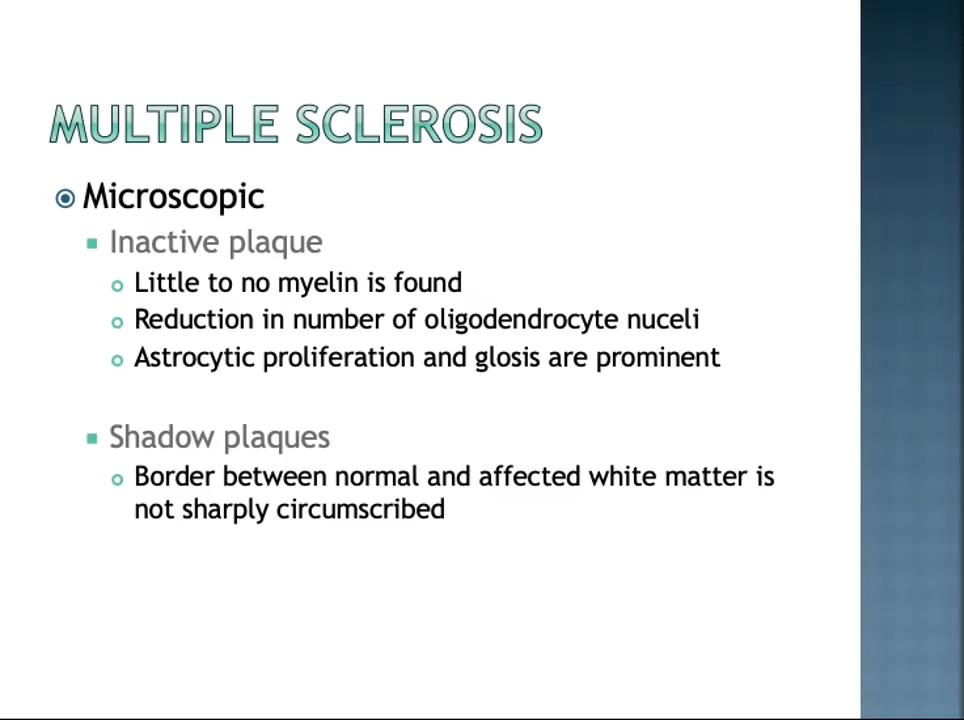 MULTIPLE SCLEROSIS
Microscopic
Inactive plaque
Little to no myelin is found
Reduction in number of oligodendrocyte nuceli
Astrocytic proliferation and glosis are prominent
Shadow plaques
Border between normal and affected white matter is
not sharply circumscribed